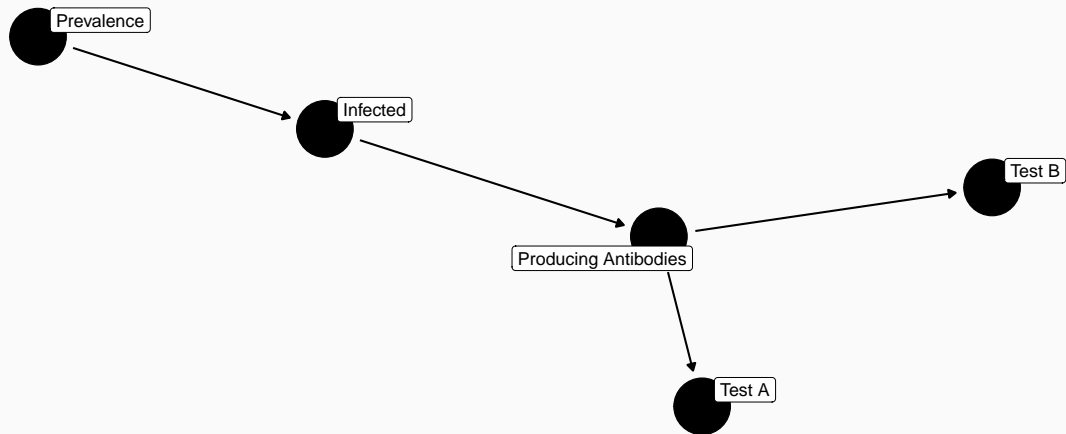 Prevalence
Infected
Test B
Producing Antibodies
Test A